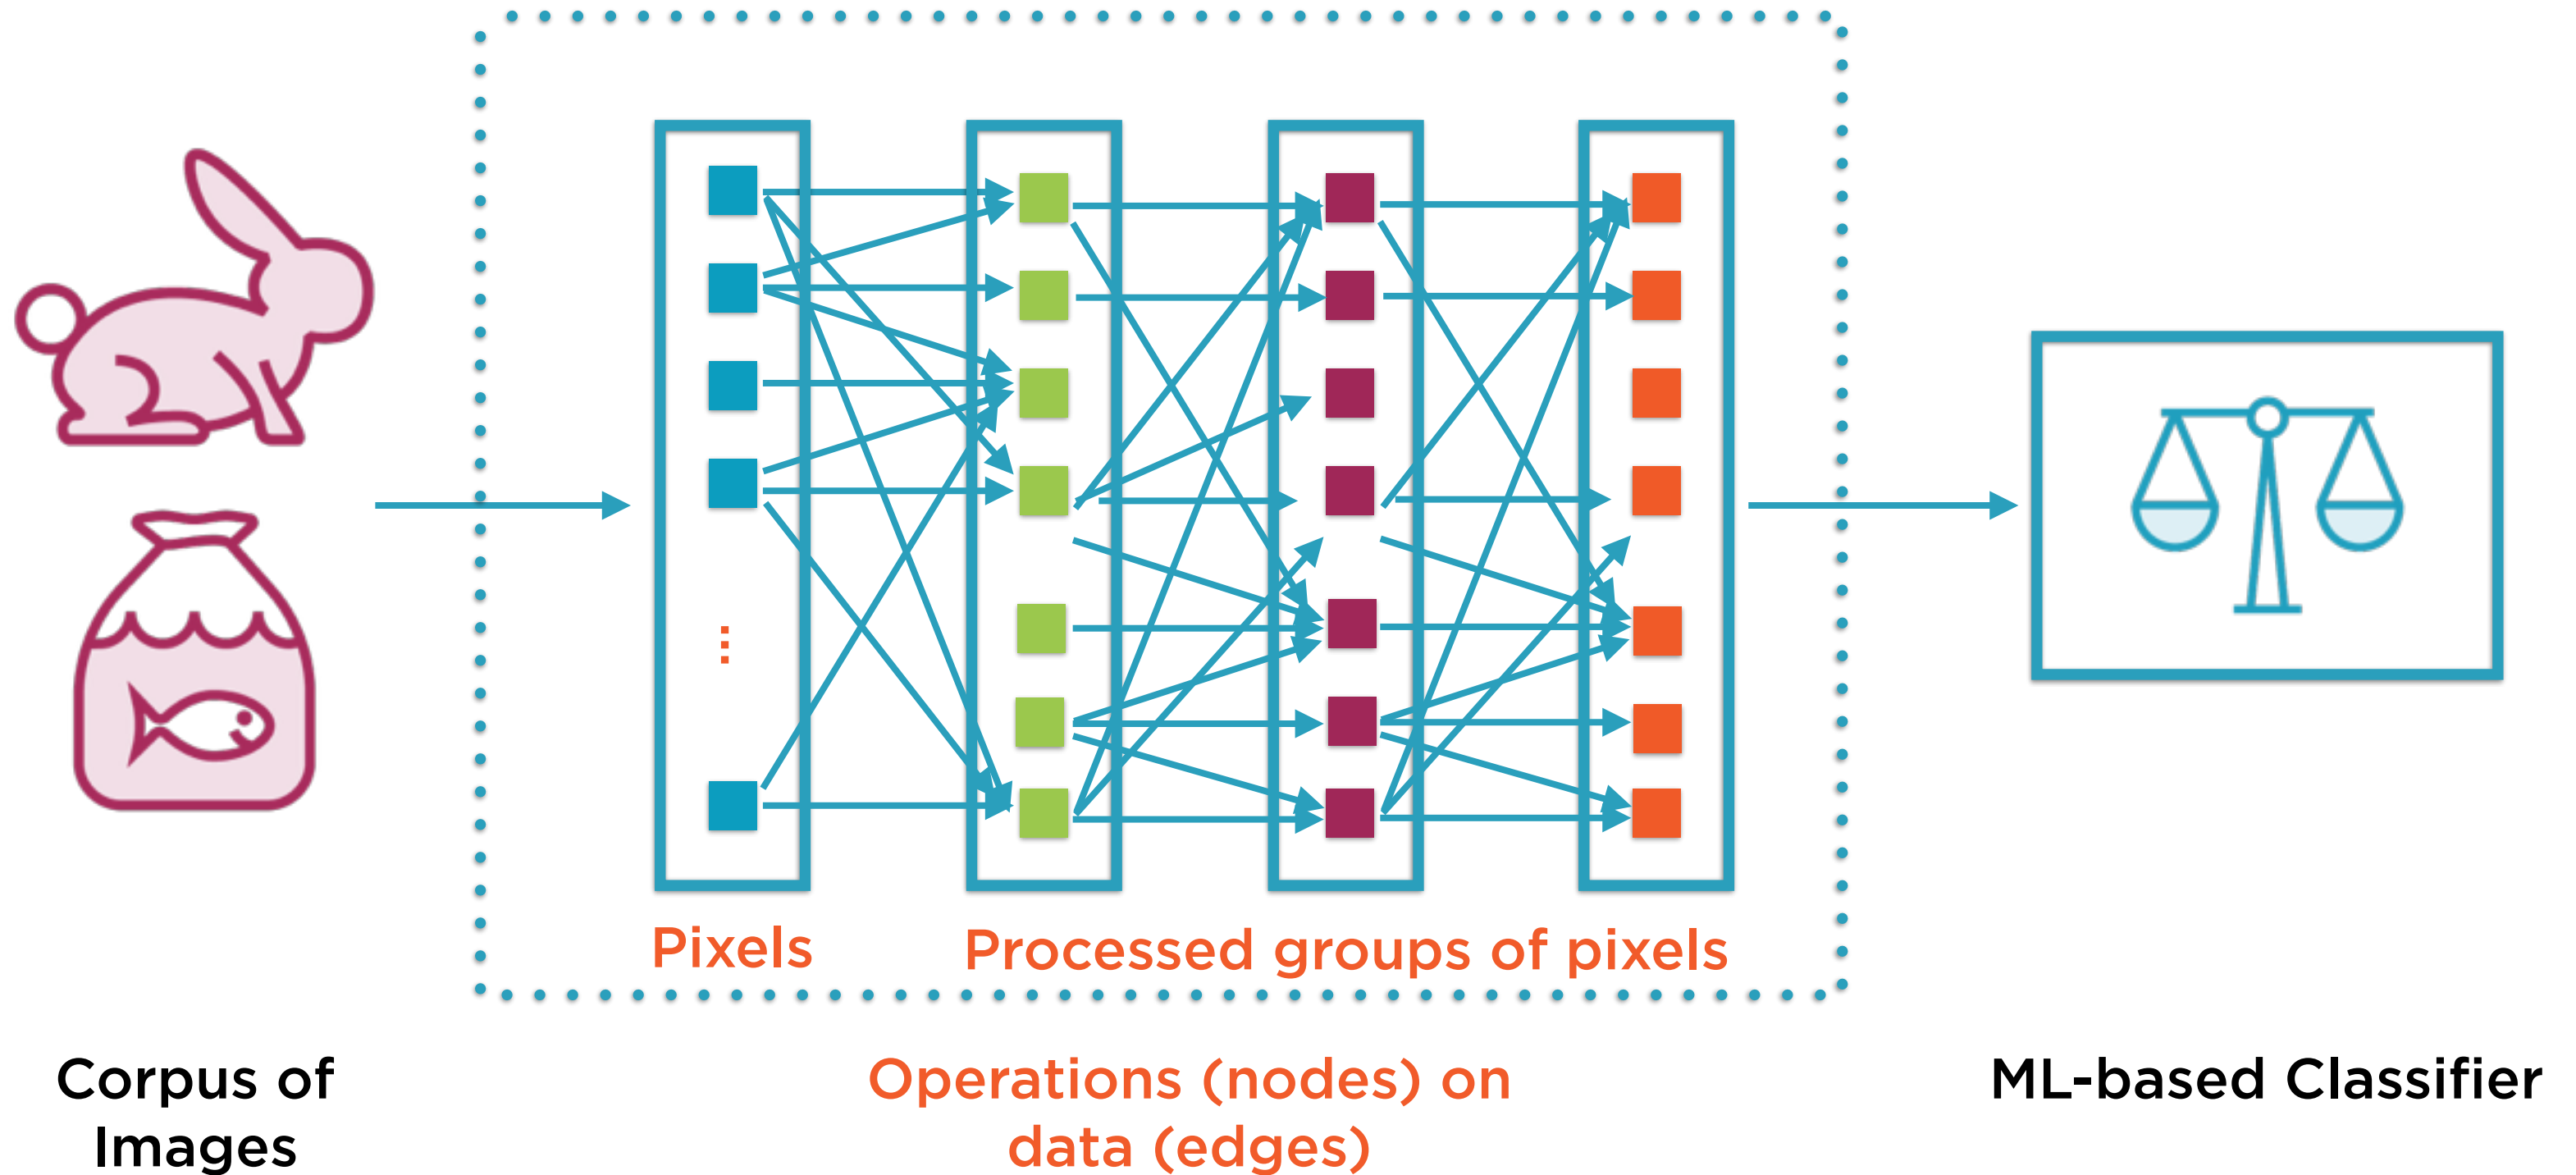 Pixels
Processed groups of pixels
Corpus of
Images
Operations (nodes) on
data (edges)
ML-based Classifier